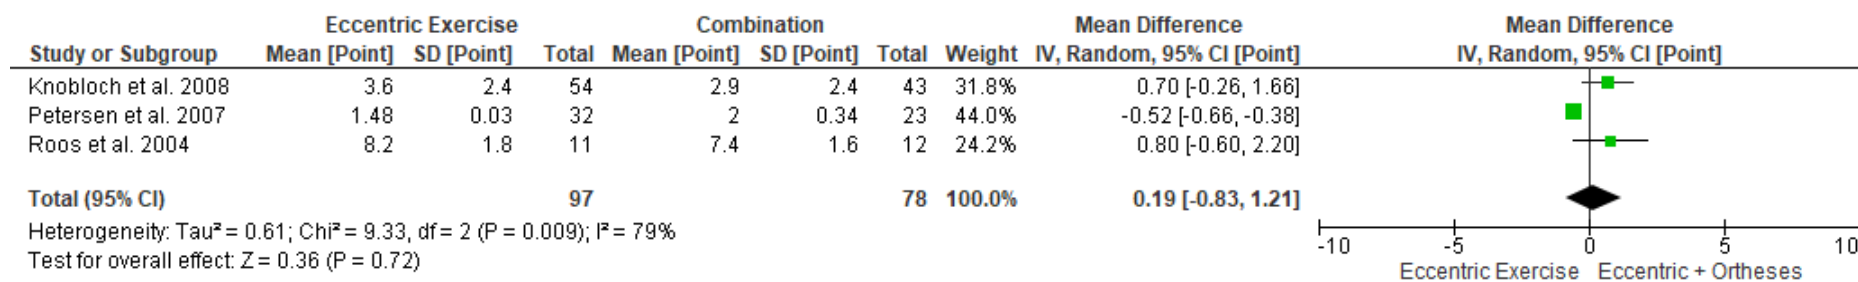 Eccentric Exercise Combination Mean Difference Mean Difference
Study or Subgroup Mean [Point] SD [Point] Total Mean [Point] SD [Point] Total Weight IV, Random, 95% CI [Point] IV, Random, 95% CI [Point]
Knobloch et al. 2008 3.6 2.4 54 2.9 2.4 43 31.8% 0.70 [-0.26, 1.66]
Petersen et al. 2007 1.48 0.03 32 2 0.34 23 44.0% -0.52 [-0.66, -0.38]
Roos et al. 2004 8.2 1.8 11 7.4 1.6 12 24.2% 0.80 [-0.60, 2.20]
Total (95% CI) 97 78 100.0% 0.19 [-0.83, 1.21]
Heterogeneity: Tau² = 0.61; Chi² = 9.33, df = 2 (P = 0.009); I² = 79%
-10 -5 0 5 10
Test for overall effect: Z = 0.36 (P = 0.72)
Eccentric Exercise Eccentric + Ortheses